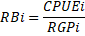 RBi = CPUEi / RGPi